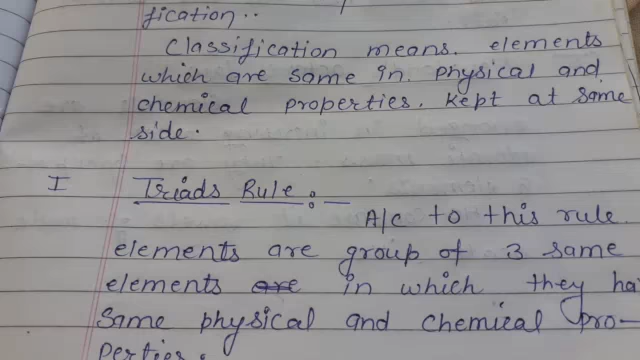 fication..
Classification means. elements
which are same in. physical and
chemical properties. kept at same
side.
I Triads Rule:-
A/c to this rule
elements are group of 3 same
elements are in which they ha
same physical and chemical pro-
perties.